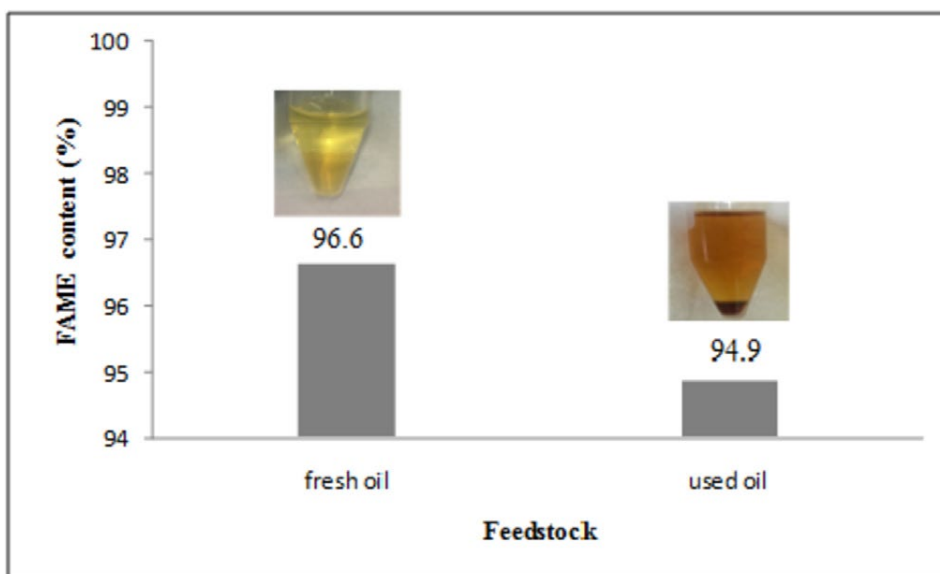 100
99
98
97
96
95
94
FAME content (%)
96.6
94.9
fresh oil
used oil
Feedstock